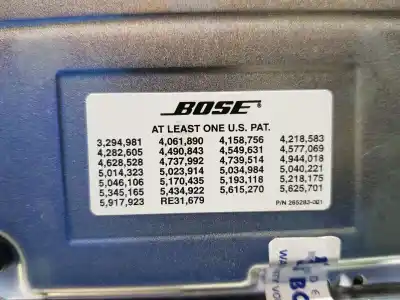 BOSE®
AT LEAST ONE U.S. PAT.
3,294,981 4,061,890 4,158,756 4,218,583
4,282,605 4,490,843 4,549,631 4,577,069
4,628,528 4,737,992 4,739,514 4,944,018
5,014,323 5,023,914 5,034,984 5,040,221
5,046,106 5,170,435 5,193,118 5,218,175
5,345,165 5,434,922 5,615,270 5,625,701
5,917,923 RE31,679 P/N 265283-001